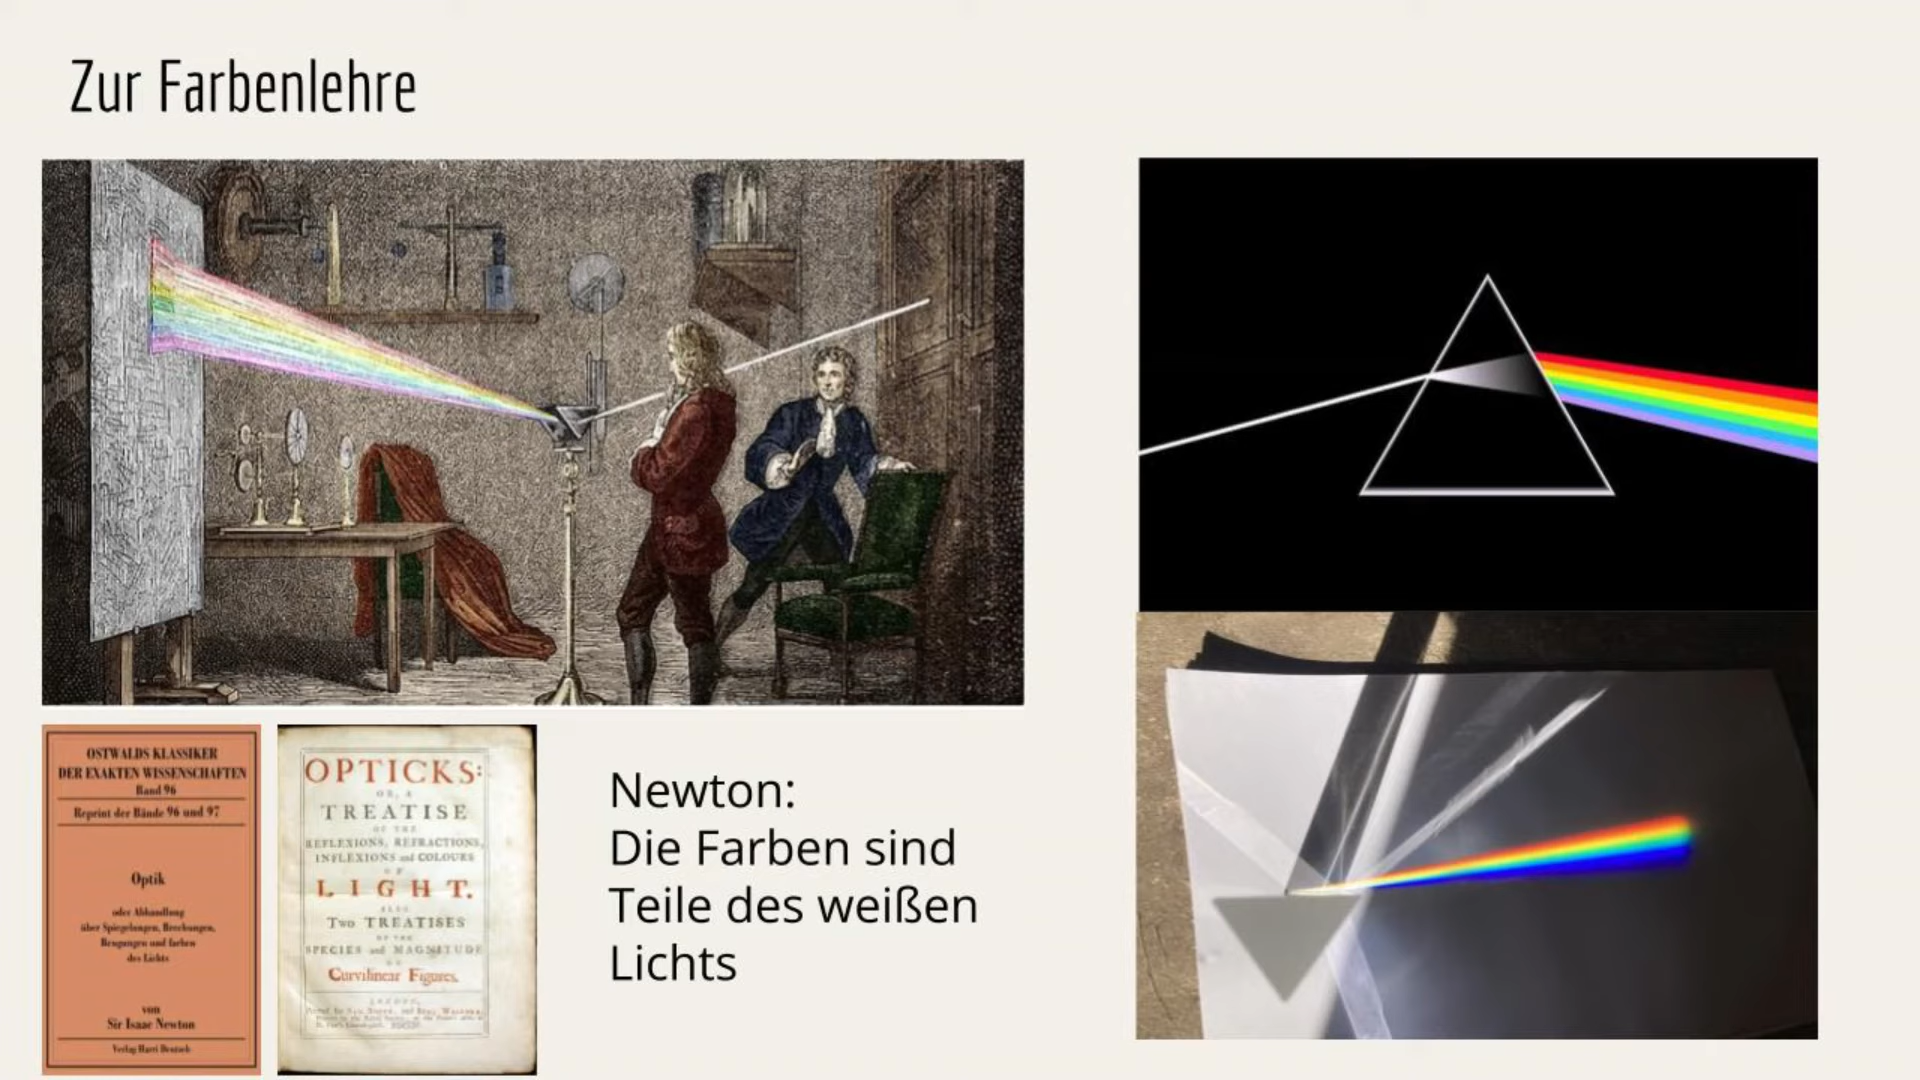 Zur Farbenlehre
OSTWALDS KLASSIKER
DER EXAKTEN WISSENSCHAFTEN
Band 96
Reprint der Bände 96 und 97
Optik
oder Abhandlung
über Spiegelungen, Brechungen,
Beugungen und farben
des Lichts
von
Sir Isaac Newton
Verlag Harri Deutsch
OPTICKS:
OR, A
TREATISE
OF THE
REFLEXIONS, REFRACTIONS,
INFLEXIONS and COLOURS
OF
LIGHT.
ALSO
Two TREATISES
OF THE
SPECIES and MAGNITUDE
OF
Curvilinear Figures.
LONDON,
Newton:
Die Farben sind
Teile des weißen
Lichts